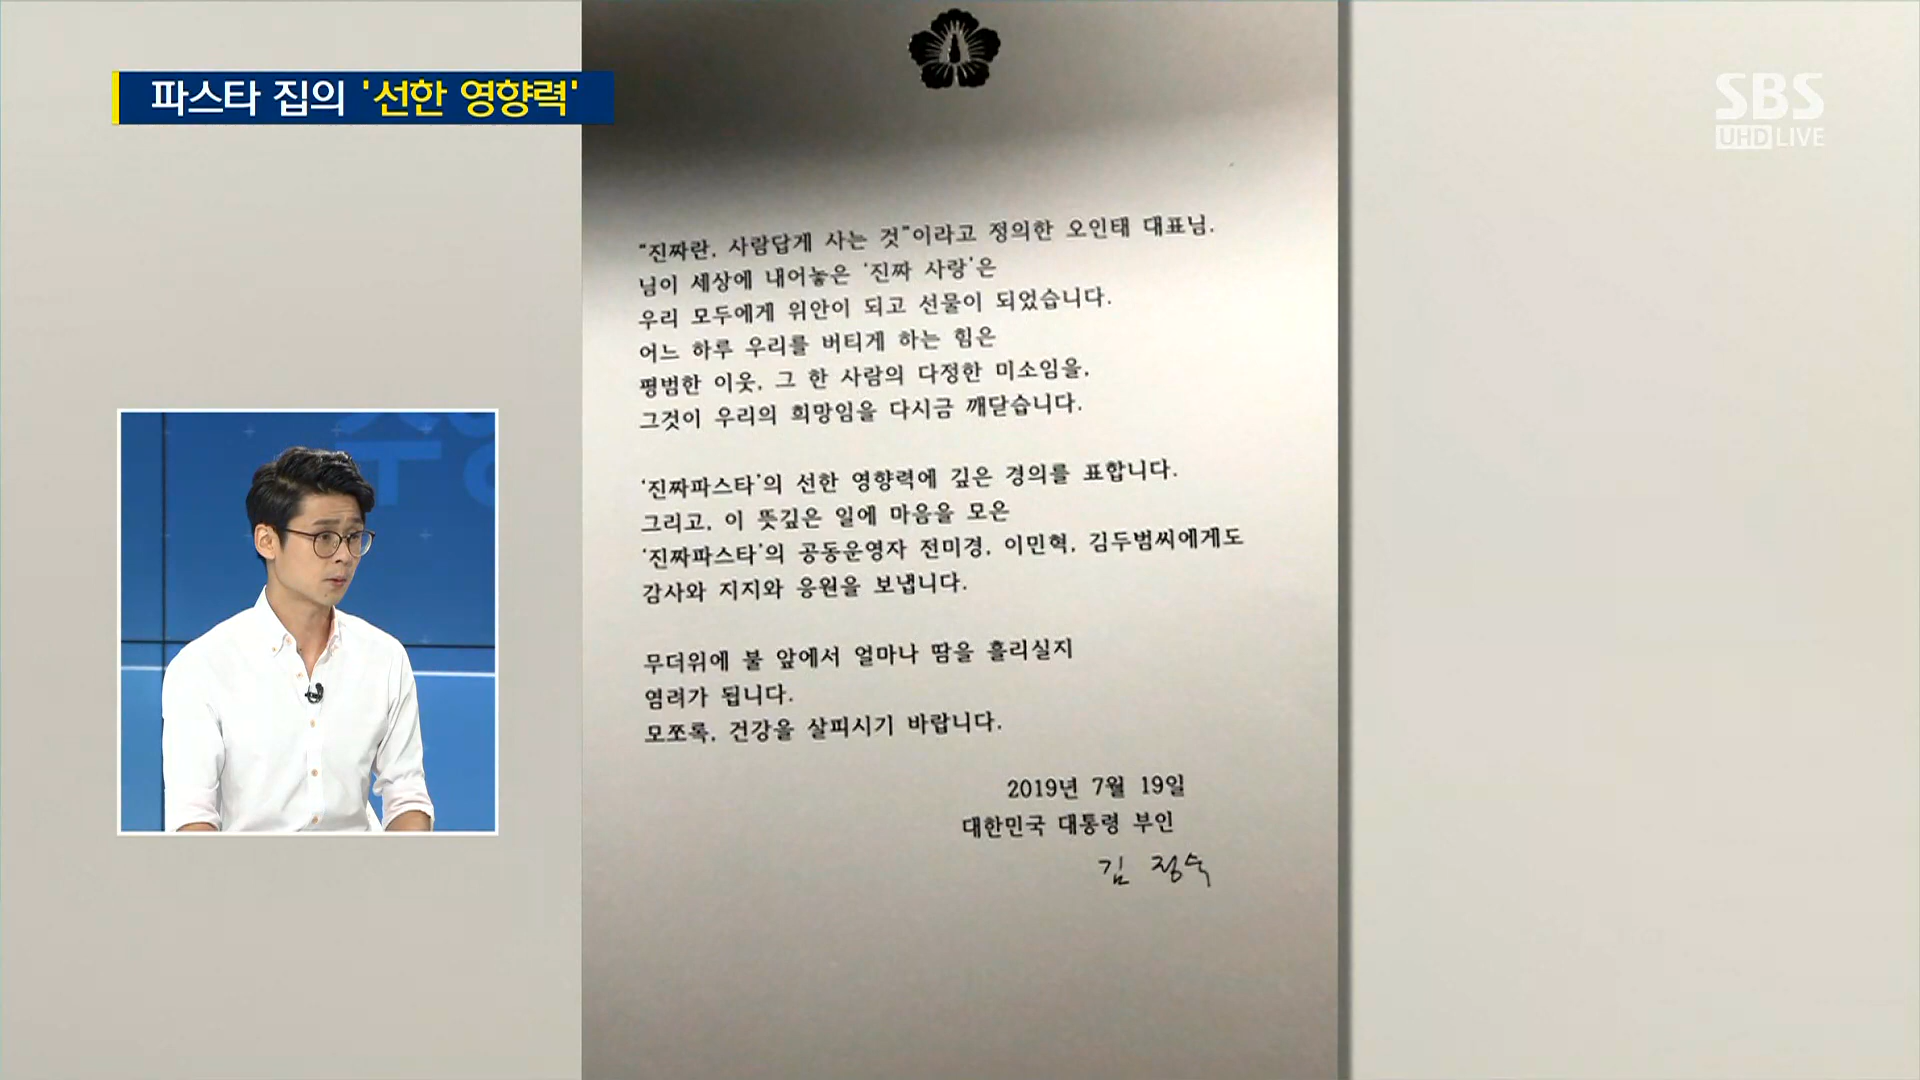 파스타 집의 '선한 영향력'
SBS
UHD LIVE
"진짜란, 사람답게 사는 것"이라고 정의한 오인태 대표님.
님이 세상에 내어놓은 '진짜 사랑'은
우리 모두에게 위안이 되고 선물이 되었습니다.
어느 하루 우리를 버티게 하는 힘은
평범한 이웃, 그 한 사람의 다정한 미소임을,
그것이 우리의 희망임을 다시금 깨닫습니다.
'진짜파스타'의 선한 영향력에 깊은 경의를 표합니다.
그리고, 이 뜻깊은 일에 마음을 모은
'진짜파스타'의 공동운영자 전미경, 이민혁, 김두범씨에게도
감사와 지지와 응원을 보냅니다.
무더위에 불 앞에서 얼마나 땀을 흘리실지
염려가 됩니다.
모쪼록, 건강을 살피시기 바랍니다.
2019년 7월 19일
대한민국 대통령 부인
김 정숙